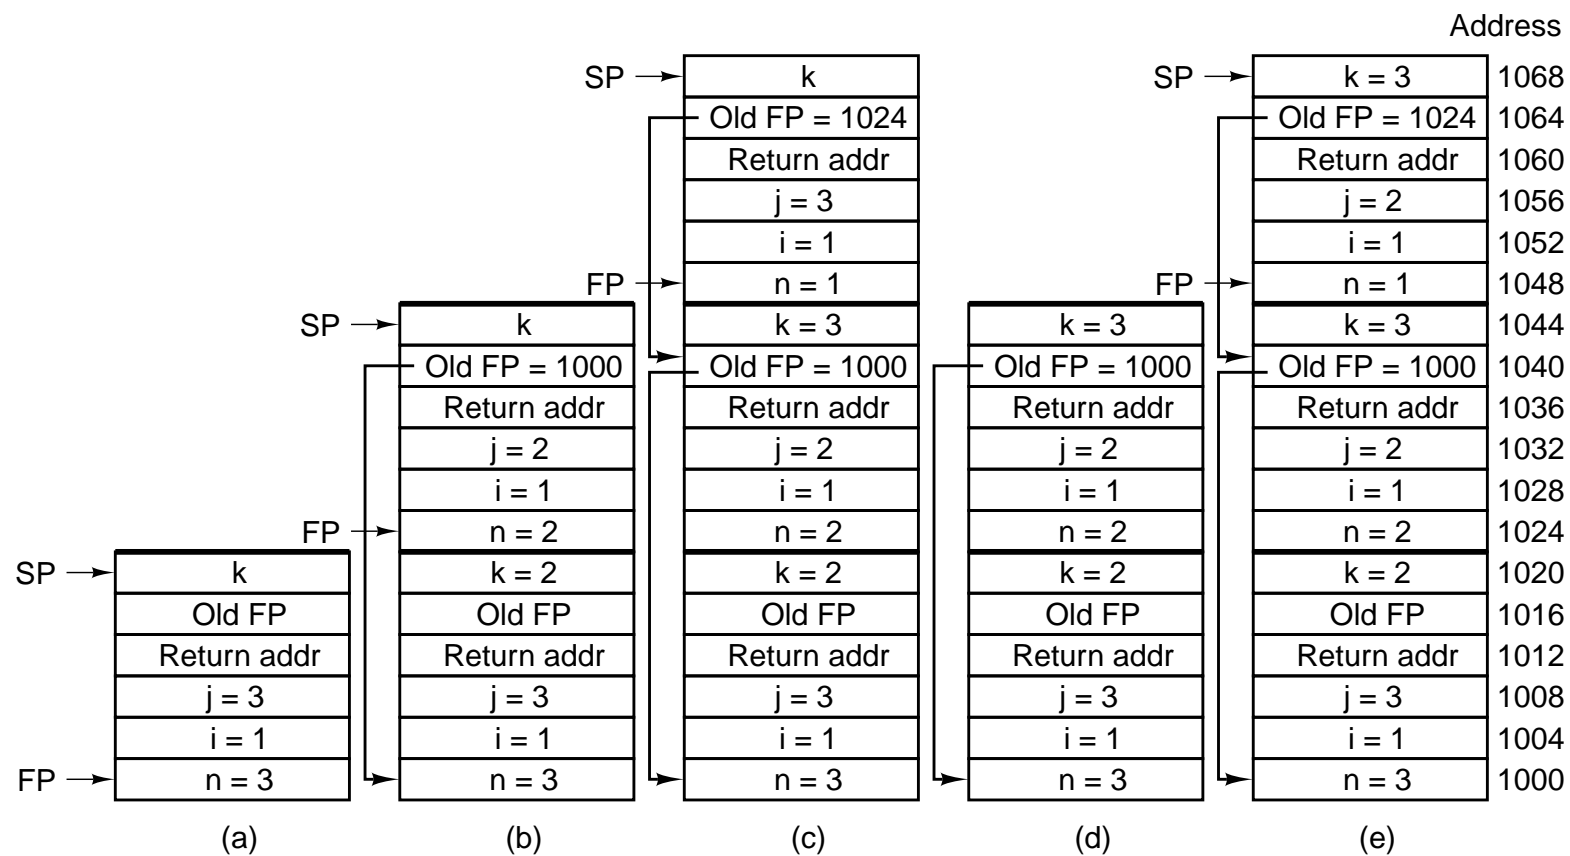 Address
SP k SP k = 3 1068
Old FP = 1024 Old FP = 1024 1064
Return addr Return addr 1060
j = 3 j = 2 1056
i = 1 i = 1 1052
FP n = 1 FP n = 1 1048
SP k k = 3 k = 3 k = 3 1044
Old FP = 1000 Old FP = 1000 Old FP = 1000 Old FP = 1000 1040
Return addr Return addr Return addr Return addr 1036
j = 2 j = 2 j = 2 j = 2 1032
i = 1 i = 1 i = 1 i = 1 1028
FP n = 2 n = 2 n = 2 n = 2 1024
SP k k = 2 k = 2 k = 2 k = 2 1020
Old FP Old FP Old FP Old FP Old FP 1016
Return addr Return addr Return addr Return addr Return addr 1012
j = 3 j = 3 j = 3 j = 3 j = 3 1008
i = 1 i = 1 i = 1 i = 1 i = 1 1004
FP n = 3 n = 3 n = 3 n = 3 n = 3 1000
(a) (b) (c) (d) (e)